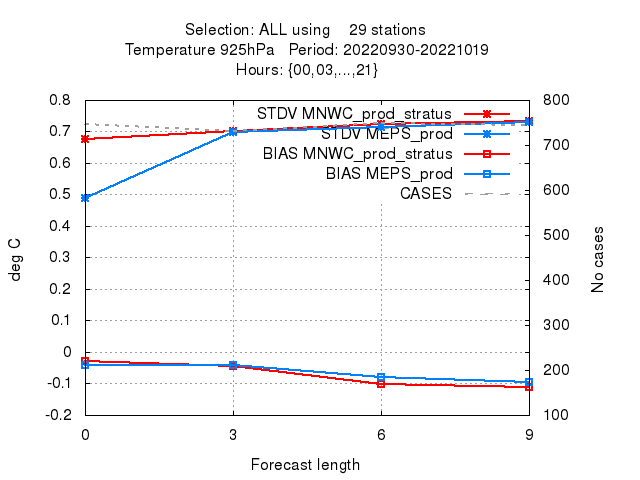 Selection: ALL using 29 stations
Temperature 925hPa Period: 20220930-20221019
Hours: {00,03,...,21}
STDV MNWC_prod_stratus
STDV MEPS_prod
BIAS MNWC_prod_stratus
BIAS MEPS_prod
CASES
0.8
0.7
0.6
0.5
0.4
0.3
0.2
0.1
0
-0.1
-0.2
deg C
800
700
600
500
400
300
200
100
No cases
0 3 6 9
Forecast length